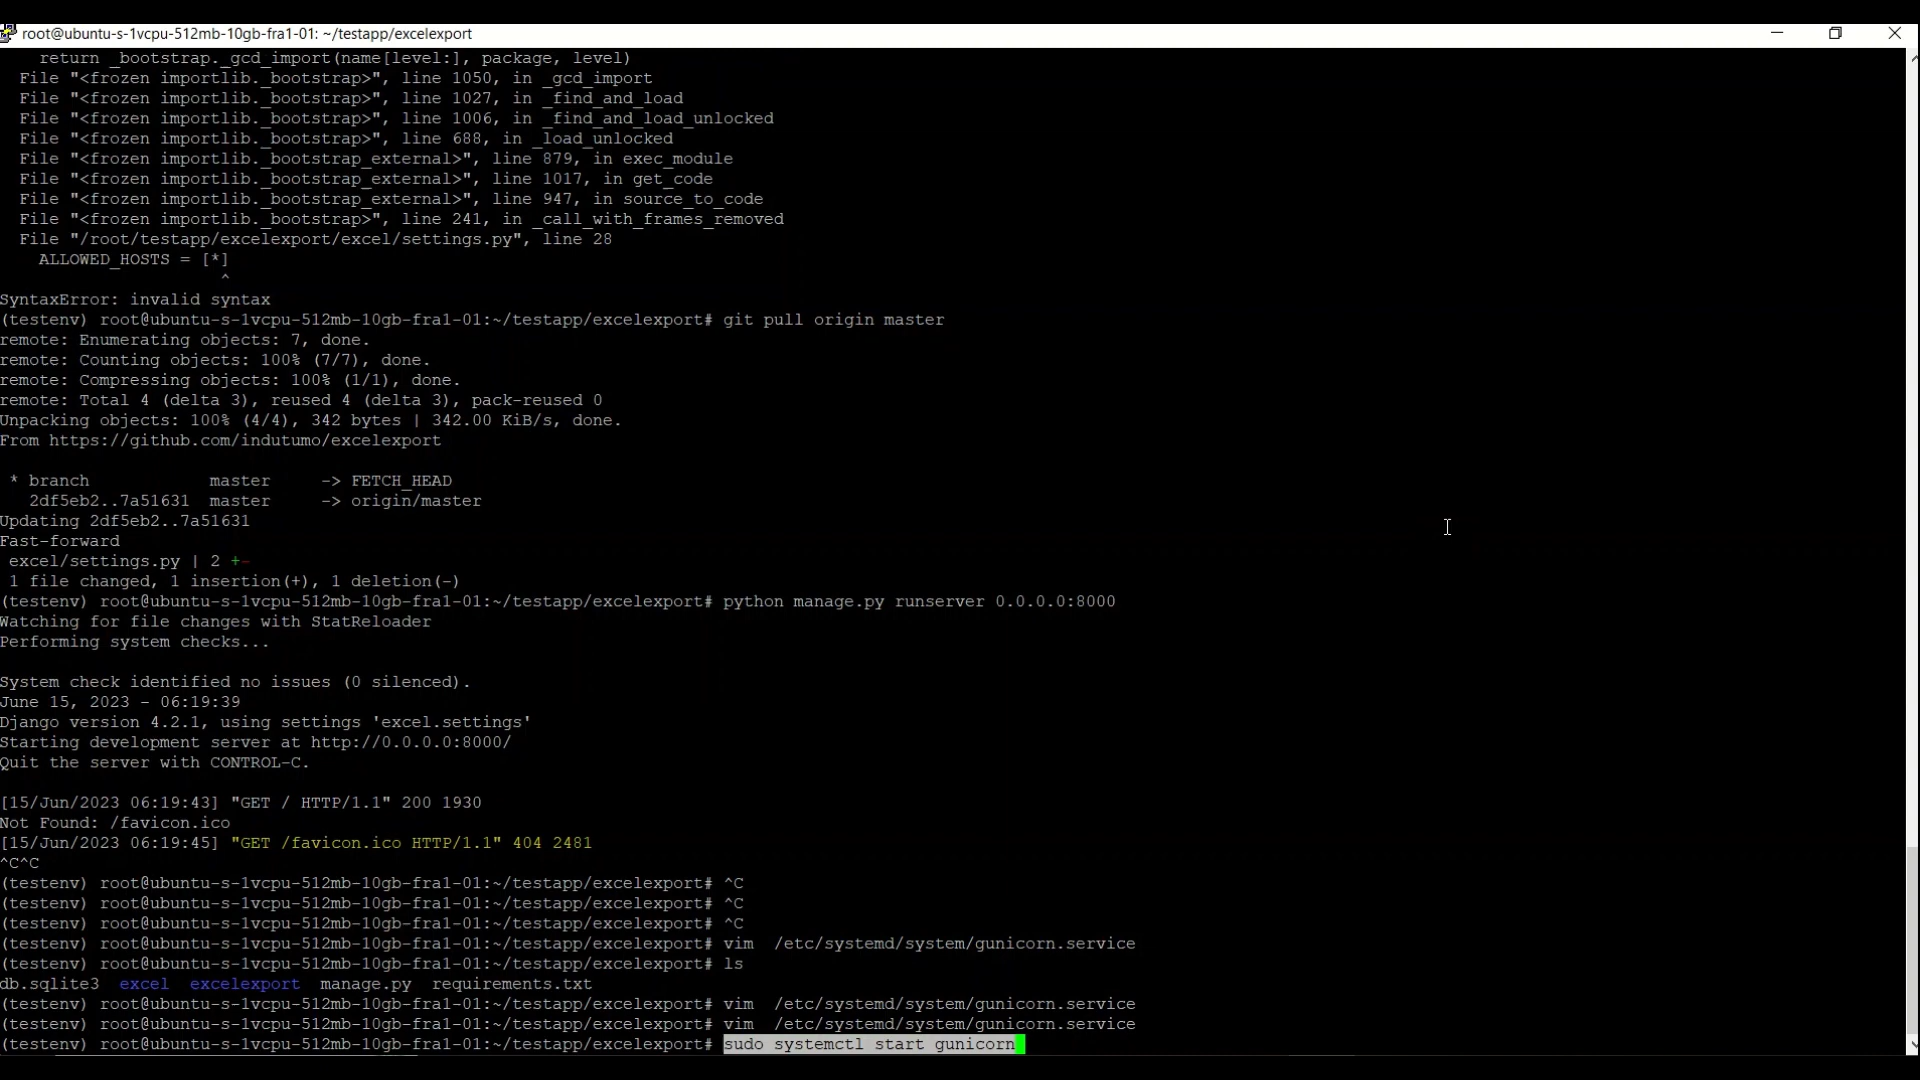 root@ubuntu-s-1vcpu-512mb-10gb-fra1-01: ~/testapp/excelexport
return _bootstrap._gcd_import(name[level:], package, level)
File "<frozen importlib._bootstrap>", line 1050, in _gcd_import
File "<frozen importlib._bootstrap>", line 1027, in _find_and_load
File "<frozen importlib._bootstrap>", line 1006, in _find_and_load_unlocked
File "<frozen importlib._bootstrap>", line 688, in _load_unlocked
File "<frozen importlib._bootstrap_external>", line 879, in exec_module
File "<frozen importlib._bootstrap_external>", line 1017, in get_code
File "<frozen importlib._bootstrap_external>", line 947, in source_to_code
File "<frozen importlib._bootstrap>", line 241, in _call_with_frames_removed
File "/root/testapp/excelexport/excel/settings.py", line 28
ALLOWED_HOSTS = [*]
^
SyntaxError: invalid syntax
(testenv) root@ubuntu-s-1vcpu-512mb-10gb-fra1-01:~/testapp/excelexport# git pull origin master
remote: Enumerating objects: 7, done.
remote: Counting objects: 100% (7/7), done.
remote: Compressing objects: 100% (1/1), done.
remote: Total 4 (delta 3), reused 4 (delta 3), pack-reused 0
Unpacking objects: 100% (4/4), 342 bytes | 342.00 KiB/s, done.
From https://github.com/indutumo/excelexport
* branch master -> FETCH_HEAD
2df5eb2..7a51631 master -> origin/master
Updating 2df5eb2..7a51631
Fast-forward
excel/settings.py | 2 +-
1 file changed, 1 insertion(+), 1 deletion(-)
(testenv) root@ubuntu-s-1vcpu-512mb-10gb-fra1-01:~/testapp/excelexport# python manage.py runserver 0.0.0.0:8000
Watching for file changes with StatReloader
Performing system checks...
System check identified no issues (0 silenced).
June 15, 2023 - 06:19:39
Django version 4.2.1, using settings 'excel.settings'
Starting development server at http://0.0.0.0:8000/
Quit the server with CONTROL-C.
[15/Jun/2023 06:19:43] "GET / HTTP/1.1" 200 1930
Not Found: /favicon.ico
[15/Jun/2023 06:19:45] "GET /favicon.ico HTTP/1.1" 404 2481
^C^C
(testenv) root@ubuntu-s-1vcpu-512mb-10gb-fra1-01:~/testapp/excelexport# ^C
(testenv) root@ubuntu-s-1vcpu-512mb-10gb-fra1-01:~/testapp/excelexport# ^C
(testenv) root@ubuntu-s-1vcpu-512mb-10gb-fra1-01:~/testapp/excelexport# ^C
(testenv) root@ubuntu-s-1vcpu-512mb-10gb-fra1-01:~/testapp/excelexport# vim /etc/systemd/system/gunicorn.service
(testenv) root@ubuntu-s-1vcpu-512mb-10gb-fra1-01:~/testapp/excelexport# ls
db.sqlite3 excel excelexport manage.py requirements.txt
(testenv) root@ubuntu-s-1vcpu-512mb-10gb-fra1-01:~/testapp/excelexport# vim /etc/systemd/system/gunicorn.service
(testenv) root@ubuntu-s-1vcpu-512mb-10gb-fra1-01:~/testapp/excelexport# vim /etc/systemd/system/gunicorn.service
(testenv) root@ubuntu-s-1vcpu-512mb-10gb-fra1-01:~/testapp/excelexport# sudo systemctl start gunicorn